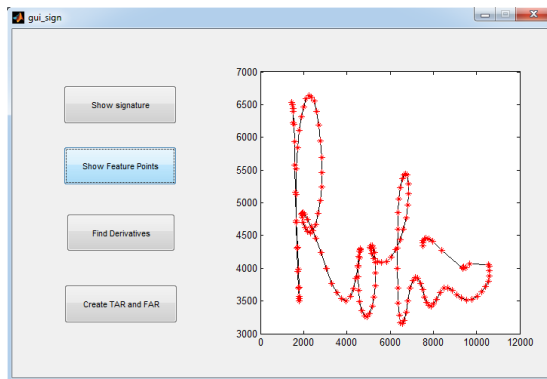 gui_sign
Show signature
Show Feature Points
Find Derivatives
Create TAR and FAR
7000
6500
6000
5500
5000
4500
4000
3500
3000
0 2000 4000 6000 8000 10000 12000